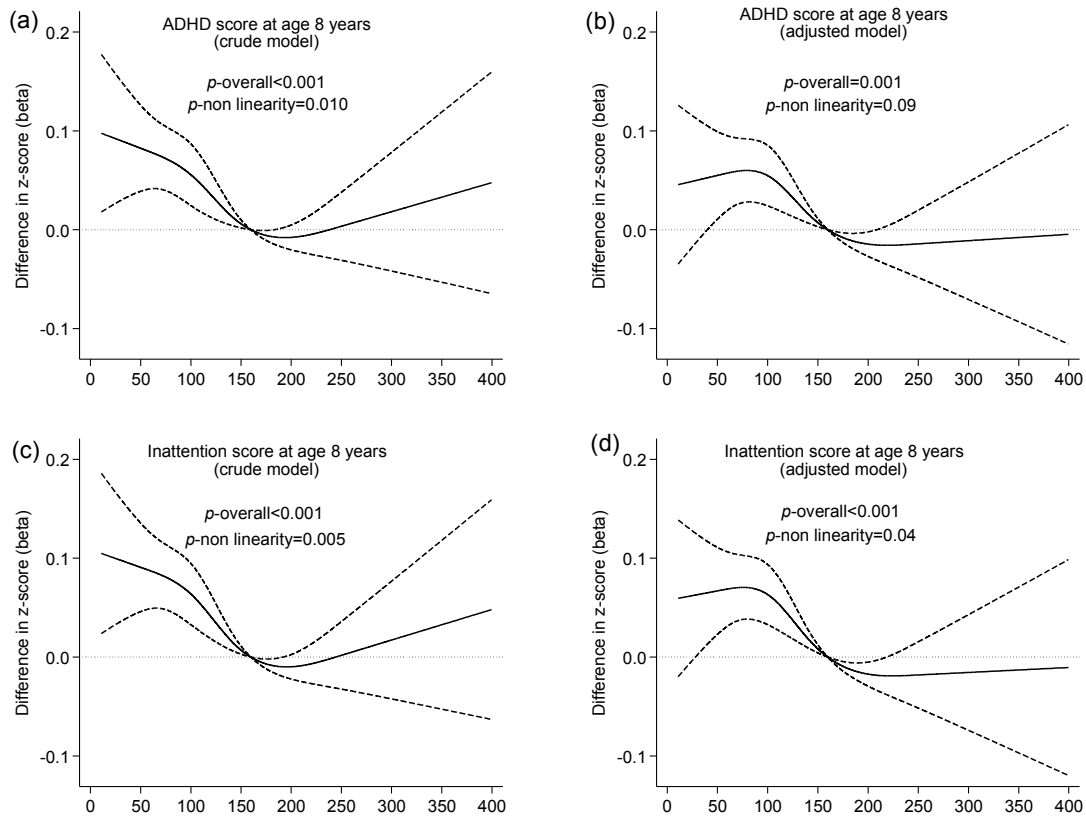 (a)
ADHD score at age 8 years
(crude model)
p-overall<0.001
p-non linearity=0.010
Difference in z-score (beta)
0.2
0.1
0.0
-0.1
0 50 100 150 200 250 300 350 400
(b)
ADHD score at age 8 years
(adjusted model)
p-overall=0.001
p-non linearity=0.09
Difference in z-score (beta)
0.2
0.1
0.0
-0.1
0 50 100 150 200 250 300 350 400
(c)
Inattention score at age 8 years
(crude model)
p-overall<0.001
p-non linearity=0.005
Difference in z-score (beta)
0.2
0.1
0.0
-0.1
0 50 100 150 200 250 300 350 400
(d)
Inattention score at age 8 years
(adjusted model)
p-overall<0.001
p-non linearity=0.04
Difference in z-score (beta)
0.2
0.1
0.0
-0.1
0 50 100 150 200 250 300 350 400